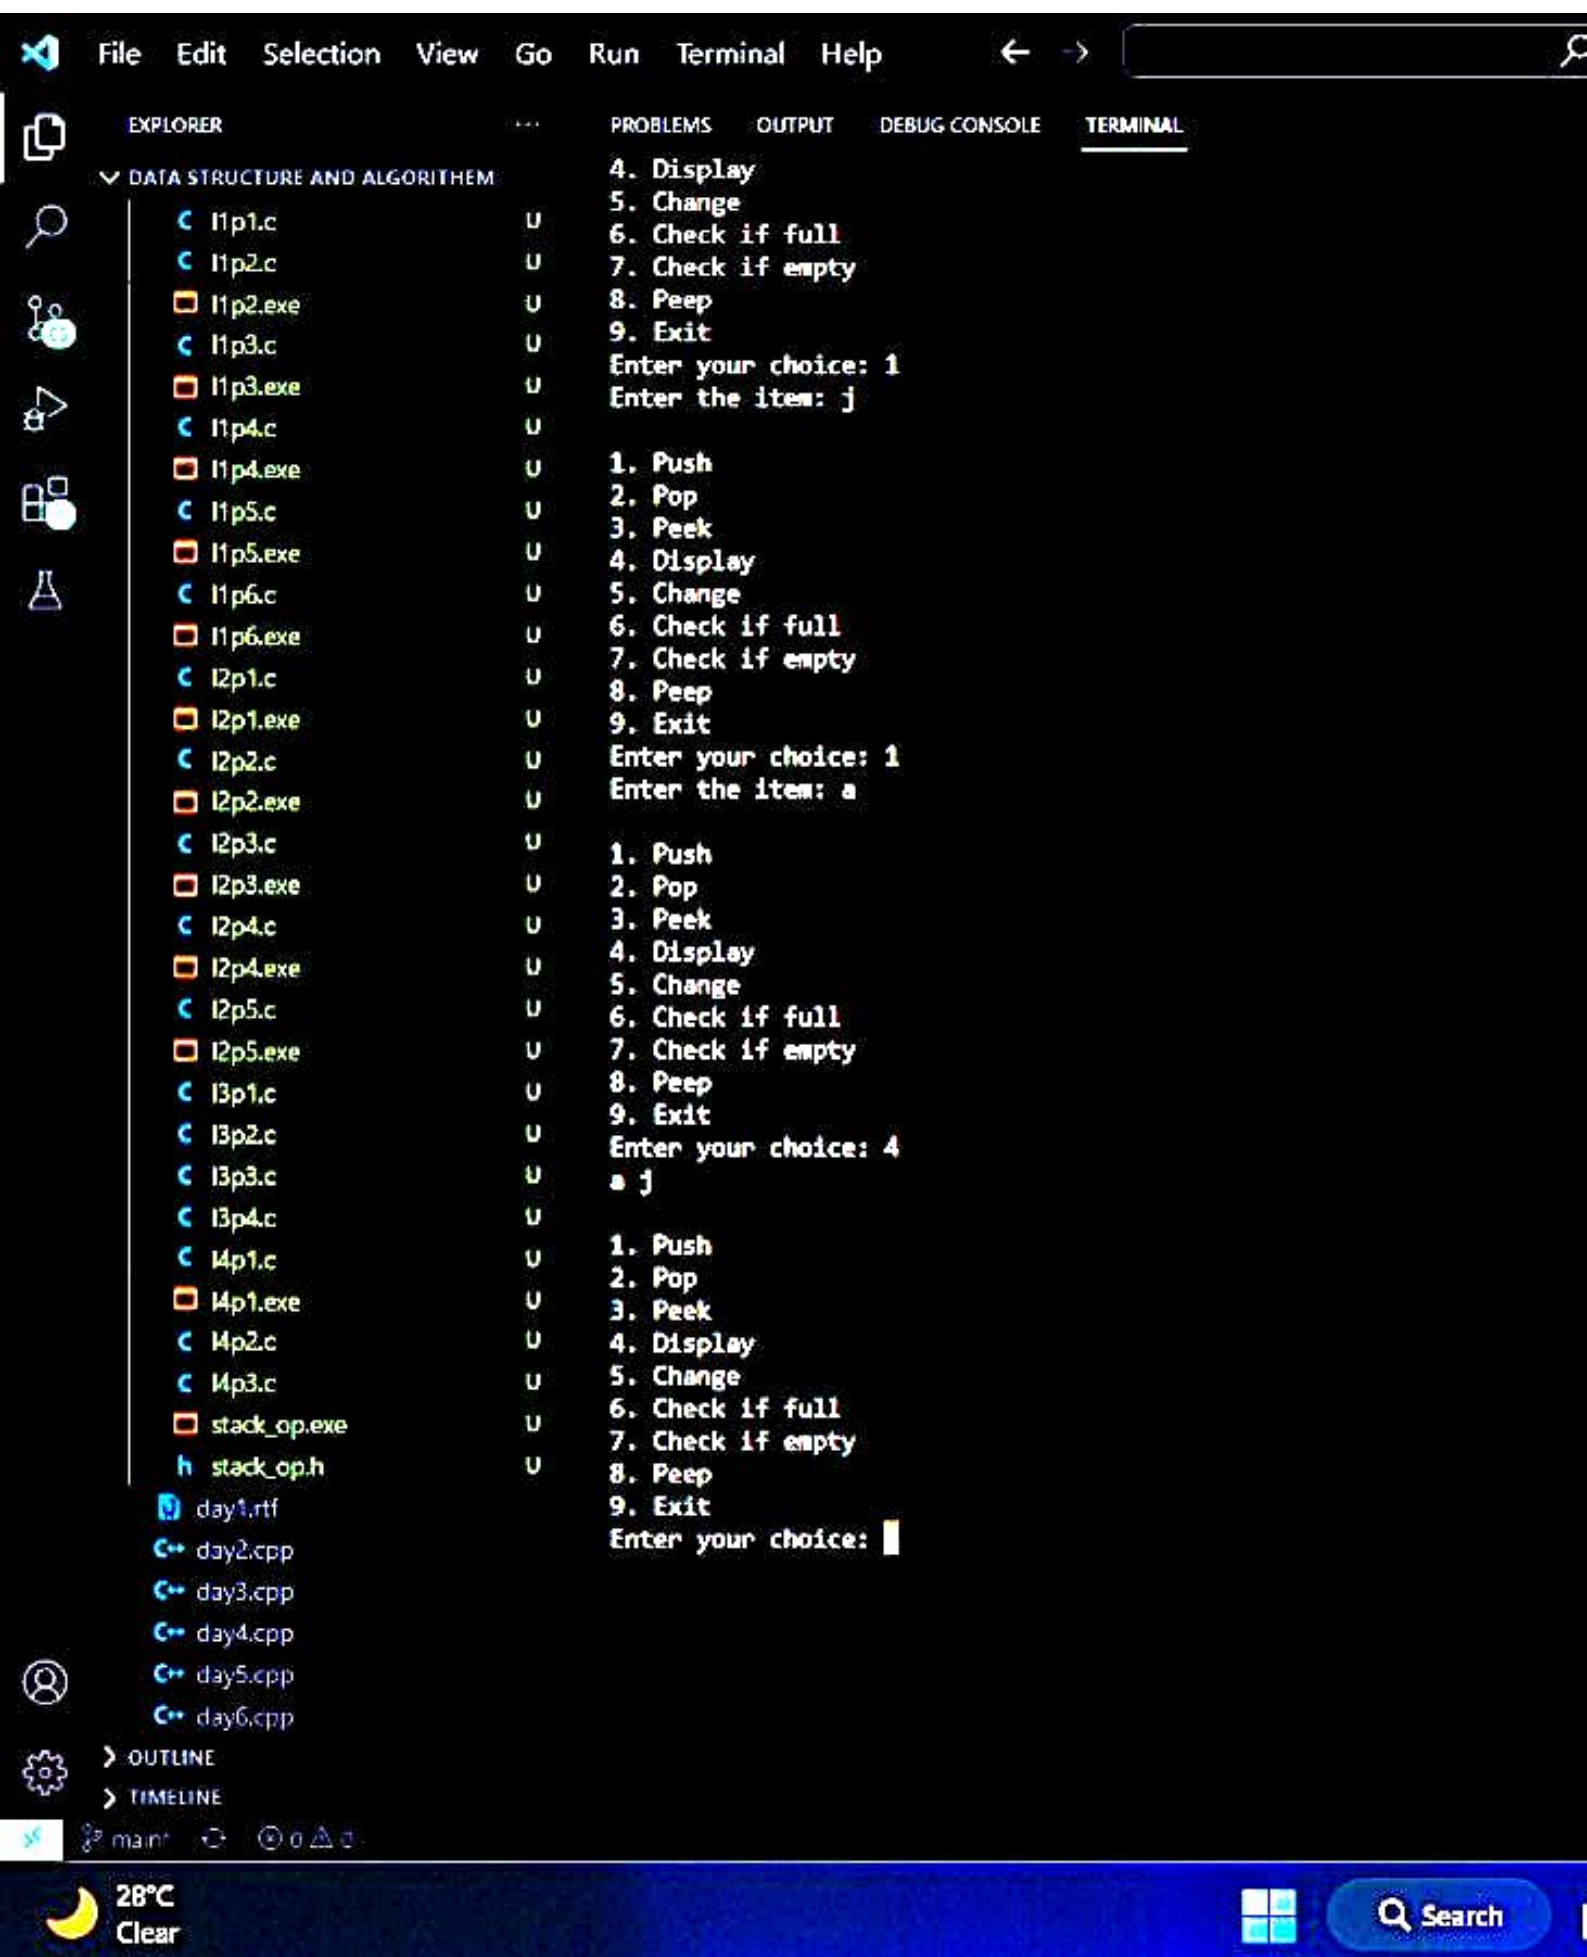 File Edit Selection View Go Run Terminal Help
EXPLORER
DATA STRUCTURE AND ALGORITHEM
l1p1.c U
l1p2.c U
l1p2.exe U
l1p3.c U
l1p3.exe U
l1p4.c U
l1p4.exe U
l1p5.c U
l1p5.exe U
l1p6.c U
l1p6.exe U
l2p1.c U
l2p1.exe U
l2p2.c U
l2p2.exe U
l2p3.c U
l2p3.exe U
l2p4.c U
l2p4.exe U
l2p5.c U
l2p5.exe U
l3p1.c U
l3p2.c U
l3p3.c U
l3p4.c U
l4p1.c U
l4p1.exe U
l4p2.c U
l4p3.c U
stack_op.exe U
stack_op.h U
day1.rtf
day2.cpp
day3.cpp
day4.cpp
day5.cpp
day6.cpp
OUTLINE
TIMELINE
PROBLEMS OUTPUT DEBUG CONSOLE TERMINAL
4. Display
5. Change
6. Check if full
7. Check if empty
8. Peep
9. Exit
Enter your choice: 1
Enter the item: j
1. Push
2. Pop
3. Peek
4. Display
5. Change
6. Check if full
7. Check if empty
8. Peep
9. Exit
Enter your choice: 1
Enter the item: a
1. Push
2. Pop
3. Peek
4. Display
5. Change
6. Check if full
7. Check if empty
8. Peep
9. Exit
Enter your choice: 4
a j
1. Push
2. Pop
3. Peek
4. Display
5. Change
6. Check if full
7. Check if empty
8. Peep
9. Exit
Enter your choice:
main* 0 0
28°C
Clear
Search